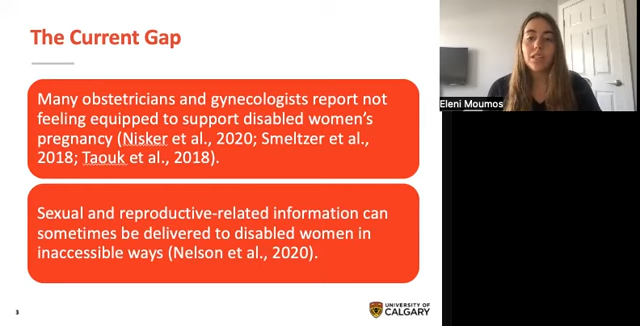 The Current Gap
Many obstetricians and gynecologists report not
feeling equipped to support disabled women's
pregnancy (Nisker et al., 2020; Smeltzer et al.,
2018; Taouk et al., 2018).
Sexual and reproductive-related information can
sometimes be delivered to disabled women in
inaccessible ways (Nelson et al., 2020).
3
UNIVERSITY OF
CALGARY
Eleni Moumos